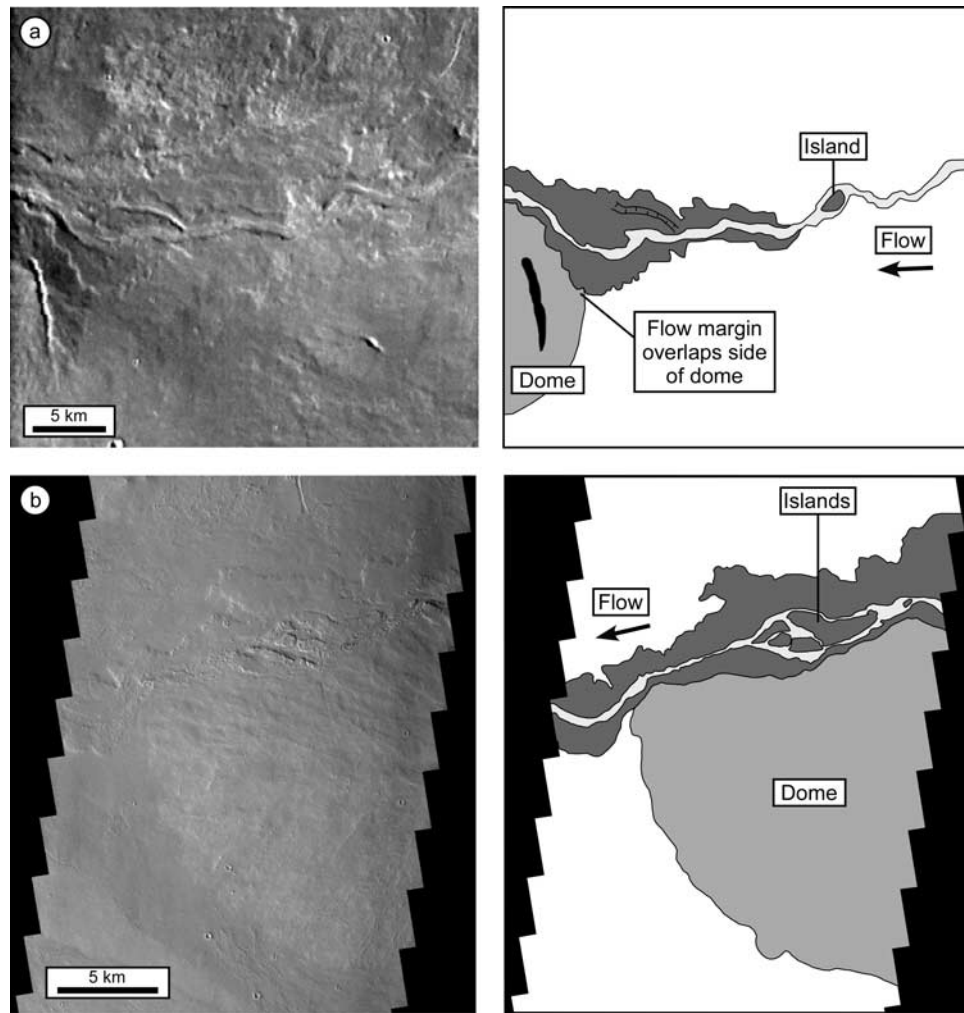 a
5 km
Island
Flow
Flow margin
overlaps side
of dome
Dome
b
5 km
Islands
Flow
Dome